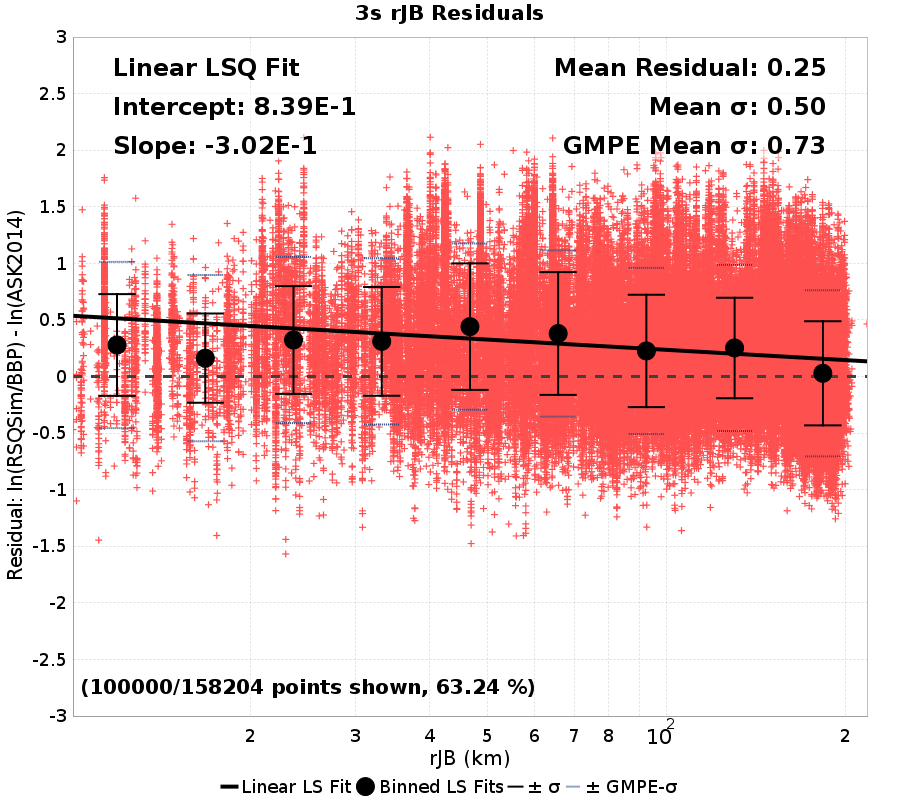 3s rJB Residuals
Linear LSQ Fit
Intercept: 8.39E-1
Slope: -3.02E-1
Mean Residual: 0.25
Mean σ: 0.50
GMPE Mean σ: 0.73
Residual: ln(RSQSim/BBP) - ln(ASK2014)
3
2.5
2
1.5
1
0.5
0
-0.5
-1
-1.5
-2
-2.5
-3
(100000/158204 points shown, 63.24 %)
2 3 4 5 6 7 8 10² 2
rJB (km)
Linear LS Fit Binned LS Fits ± σ ± GMPE-σ